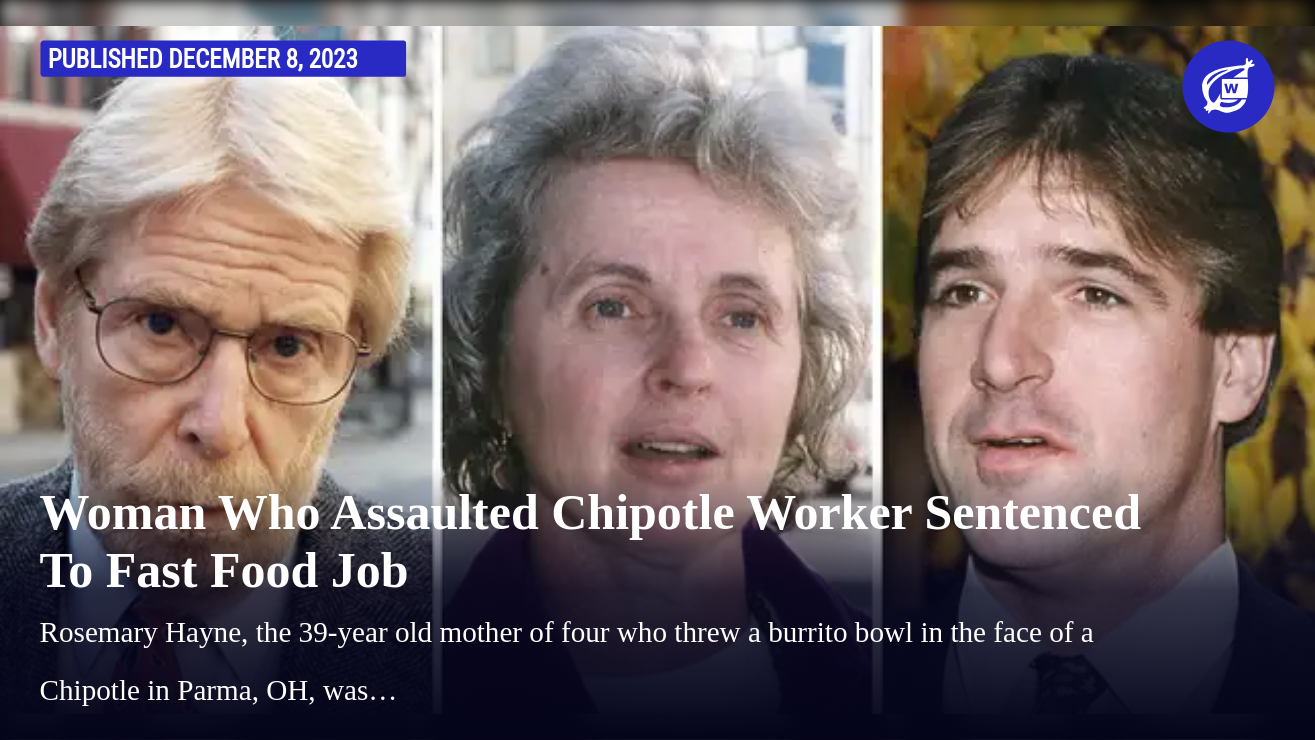 PUBLISHED DECEMBER 8, 2023
W
Woman Who Assaulted Chipotle Worker Sentenced
To Fast Food Job
Rosemary Hayne, the 39-year old mother of four who threw a burrito bowl in the face of a
Chipotle in Parma, OH, was…